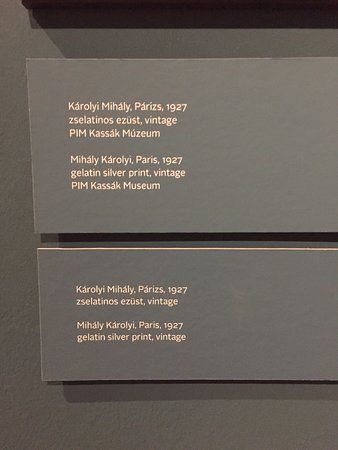 Károlyi Mihály, Párizs, 1927
zselatinos ezüst, vintage
PIM Kassák Múzeum
Mihály Károlyi, Paris, 1927
gelatin silver print, vintage
PIM Kassák Museum
Károlyi Mihály, Párizs, 1927
zselatinos ezüst, vintage
Mihály Károlyi, Paris, 1927
gelatin silver print, vintage